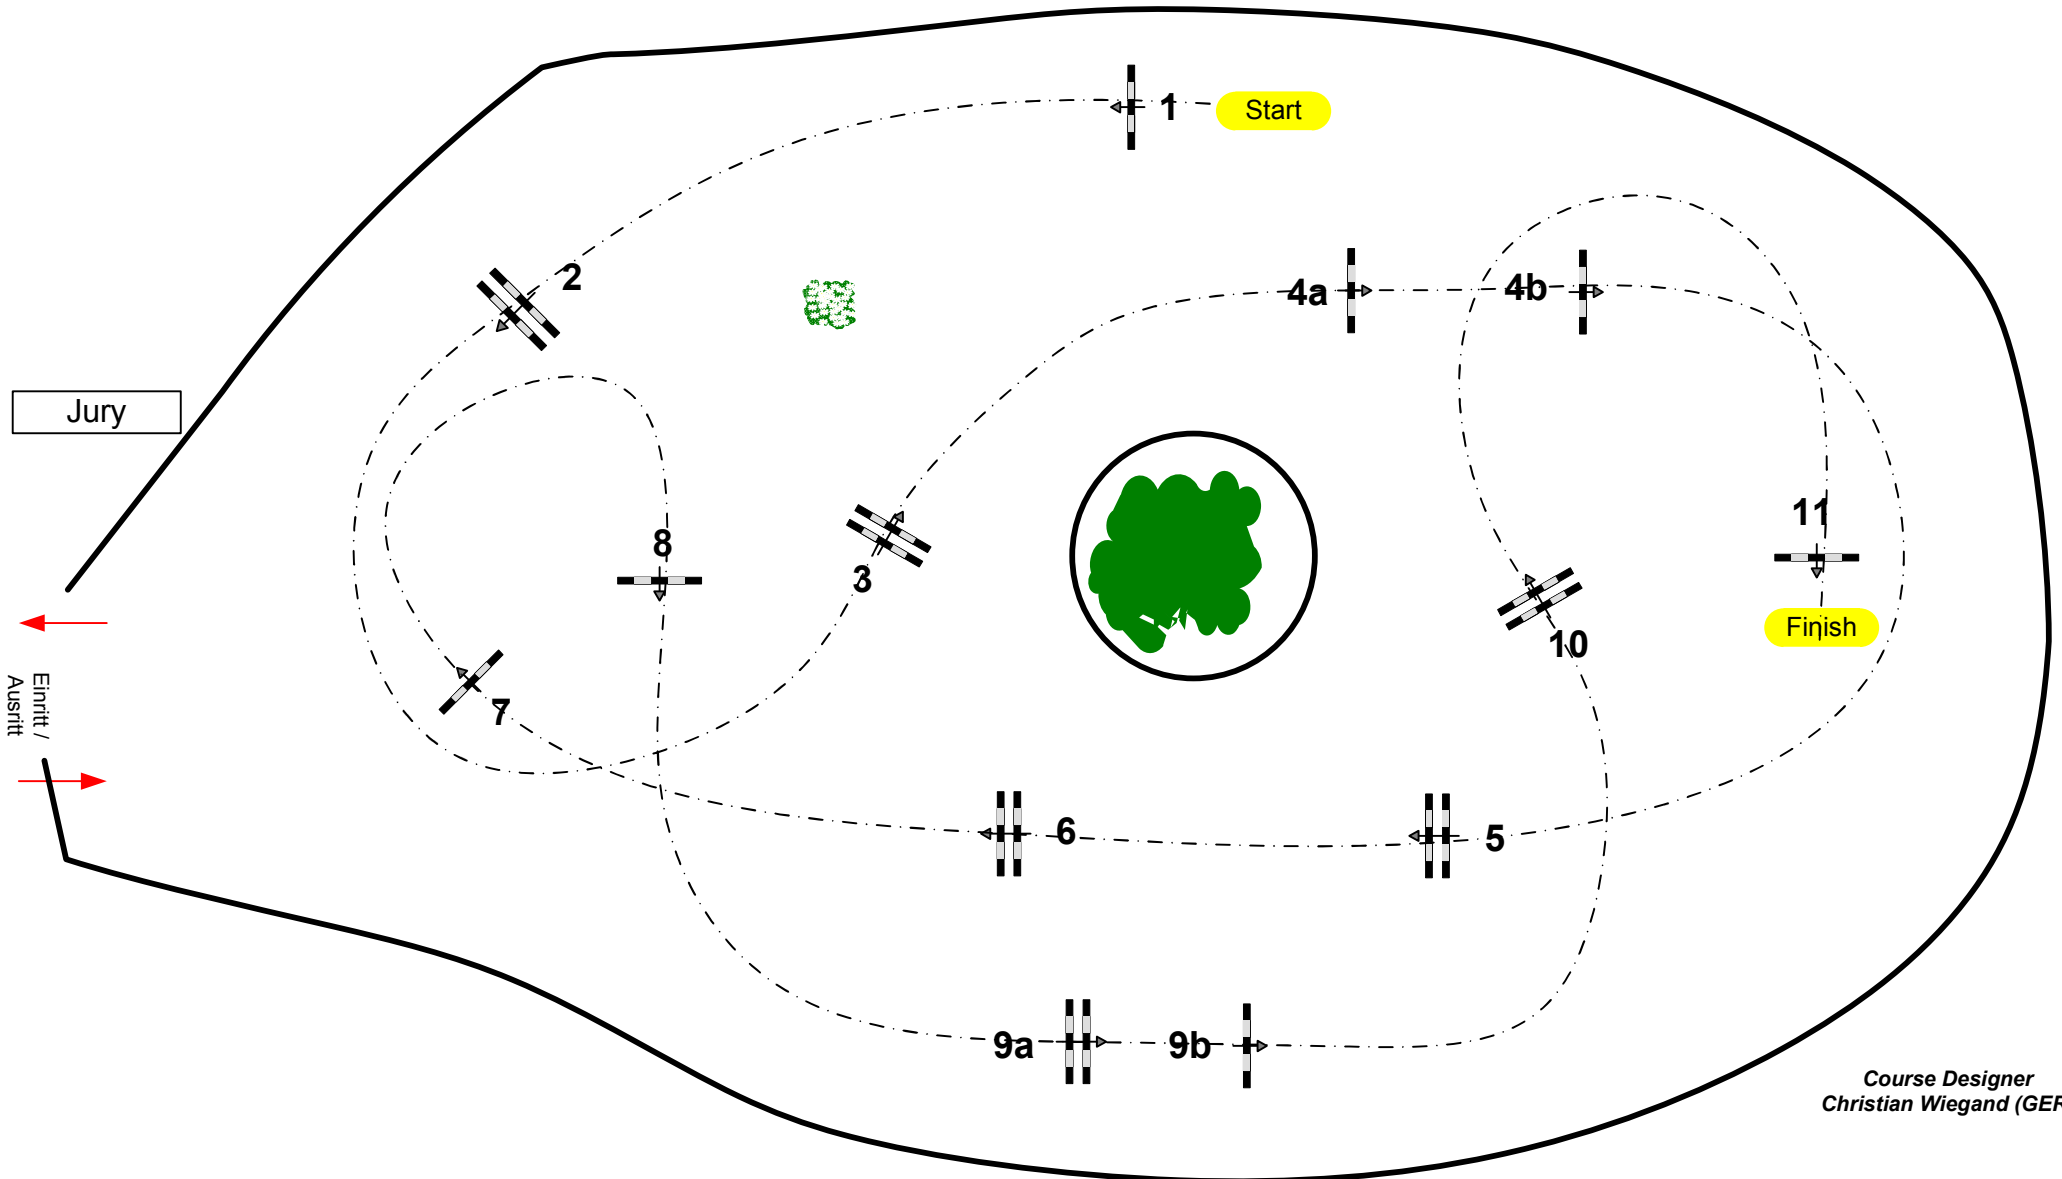 1
Start
2
4a
4b
Jury
11
8
3
Finish
10
Einritt /
Ausritt
7
6
5
9a
9b
Course Designer
Christian Wiegand (GER